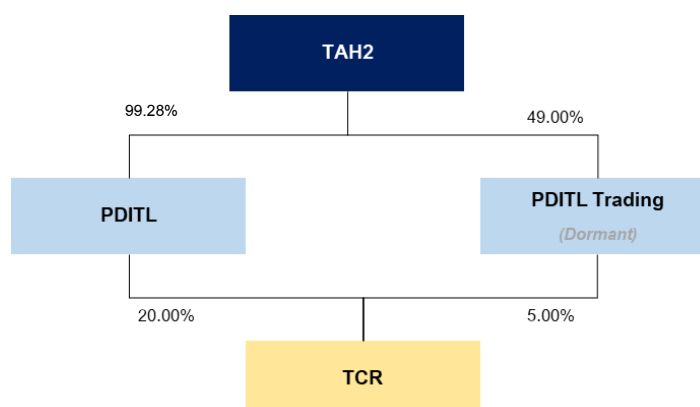 TAH2
99.28%
49.00%
PDITL
PDITL Trading
(Dormant)
20.00%
5.00%
TCR